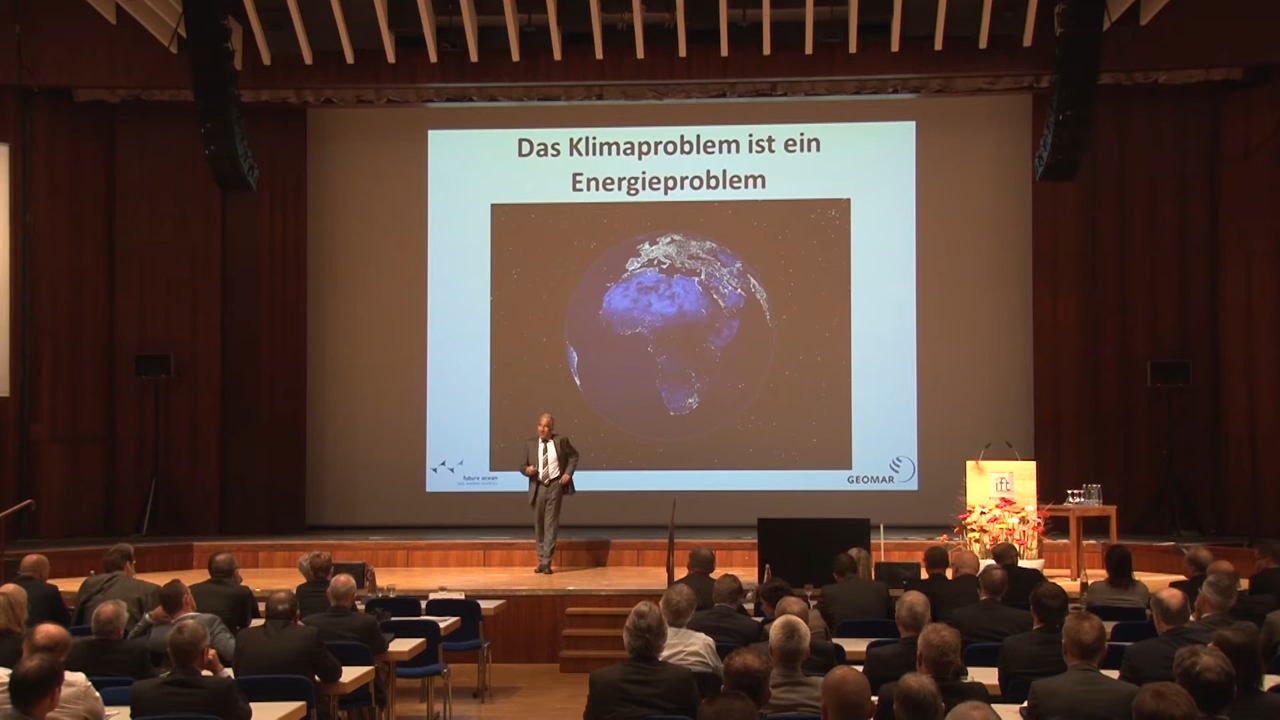 Das Klimaproblem ist ein
Energieproblem
future ocean
GEOMAR
ift